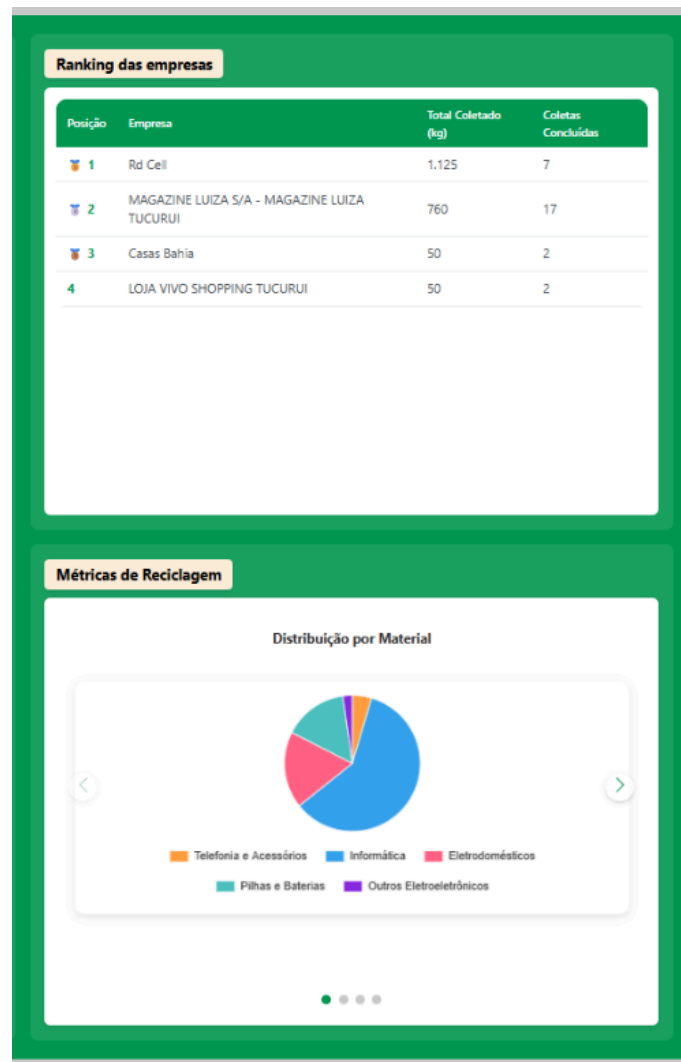 Ranking das empresas
Posição Empresa Total Coletado (kg) Coletas Concluídas
1 Rd Cell 1.125 7
2 MAGAZINE LUIZA S/A - MAGAZINE LUIZA TUCURUI 760 17
3 Casas Bahia 50 2
4 LOJA VIVO SHOPPING TUCURUI 50 2
Métricas de Reciclagem
Distribuição por Material
Telefonia e Acessórios Informática Eletrodomésticos
Pilhas e Baterias Outros Eletroeletrônicos